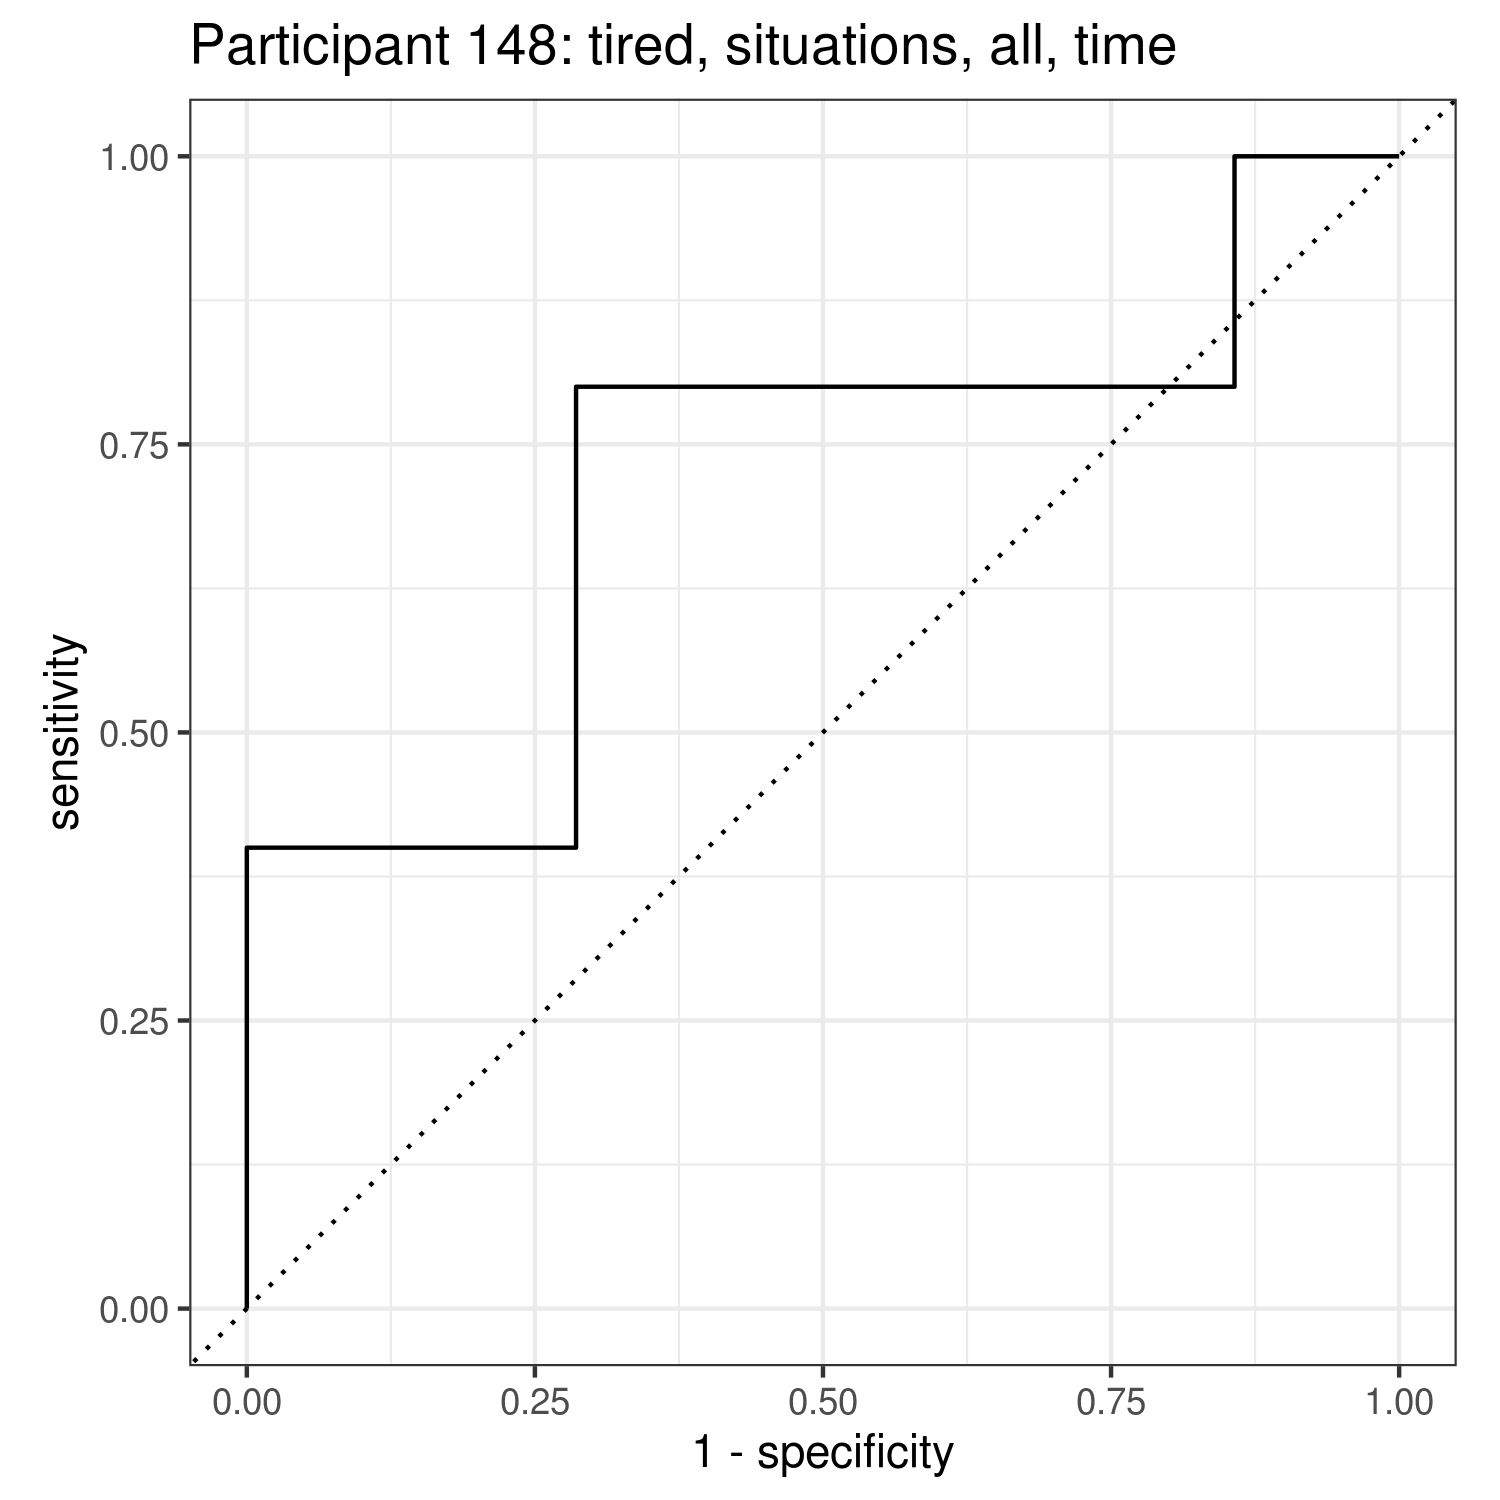 Participant 148: tired, situations, all, time
1.00
0.75
0.50
0.25
0.00
sensitivity
0.00 0.25 0.50 0.75 1.00
1 - specificity